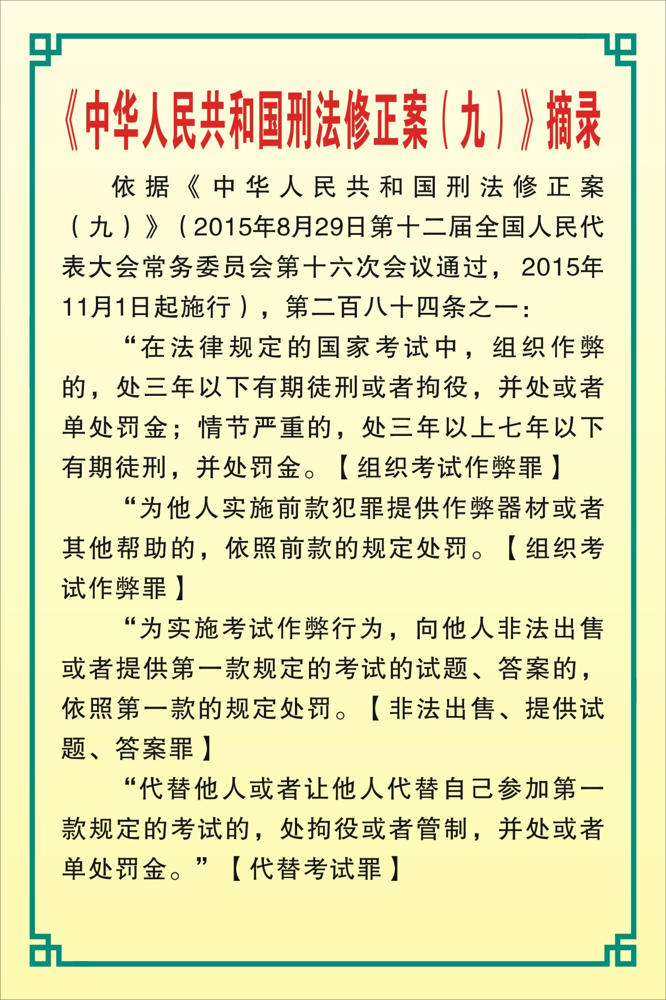 《中华人民共和国刑法修正案（九）》摘录
依据《中华人民共和国刑法修正案
（九）》（2015年8月29日第十二届全国人民代
表大会常务委员会第十六次会议通过，2015年
11月1日起施行），第二百八十四条之一：
“在法律规定的国家考试中，组织作弊
的，处三年以下有期徒刑或者拘役，并处或者
单处罚金；情节严重的，处三年以上七年以下
有期徒刑，并处罚金。【组织考试作弊罪】
“为他人实施前款犯罪提供作弊器材或者
其他帮助的，依照前款的规定处罚。【组织考
试作弊罪】
“为实施考试作弊行为，向他人非法出售
或者提供第一款规定的考试的试题、答案的，
依照第一款的规定处罚。【非法出售、提供试
题、答案罪】
“代替他人或者让他人代替自己参加第一
款规定的考试的，处拘役或者管制，并处或者
单处罚金。”【代替考试罪】